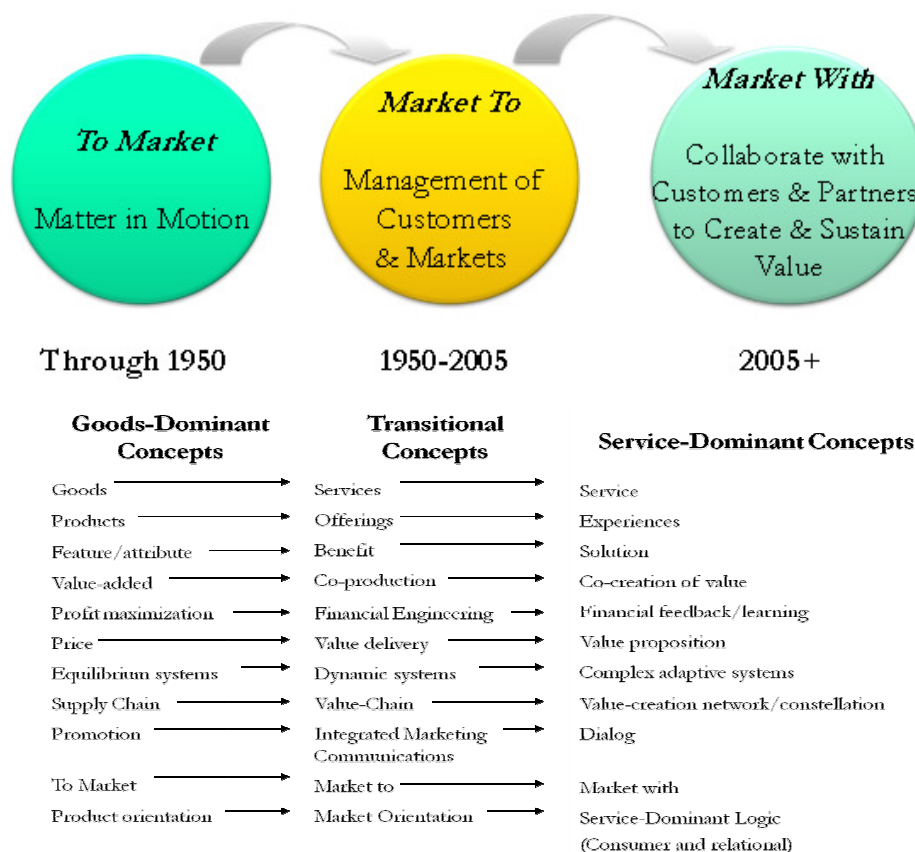 To Market
Matter in Motion
Market To
Management of
Customers
& Markets
Market With
Collaborate with
Customers & Partners
to Create & Sustain
Value
Through 1950
1950-2005
2005+
Goods-Dominant
Concepts
Transitional
Concepts
Service-Dominant Concepts
Goods Services Service
Products Offerings Experiences
Feature/attribute Benefit Solution
Value-added Co-production Co-creation of value
Profit maximization Financial Engineering Financial feedback/learning
Price Value delivery Value proposition
Equilibrium systems Dynamic systems Complex adaptive systems
Supply Chain Value-Chain Value-creation network/constellation
Promotion Integrated Marketing Dialog
Communications
To Market Market to Market with
Product orientation Market Orientation Service-Dominant Logic
(Consumer and relational)